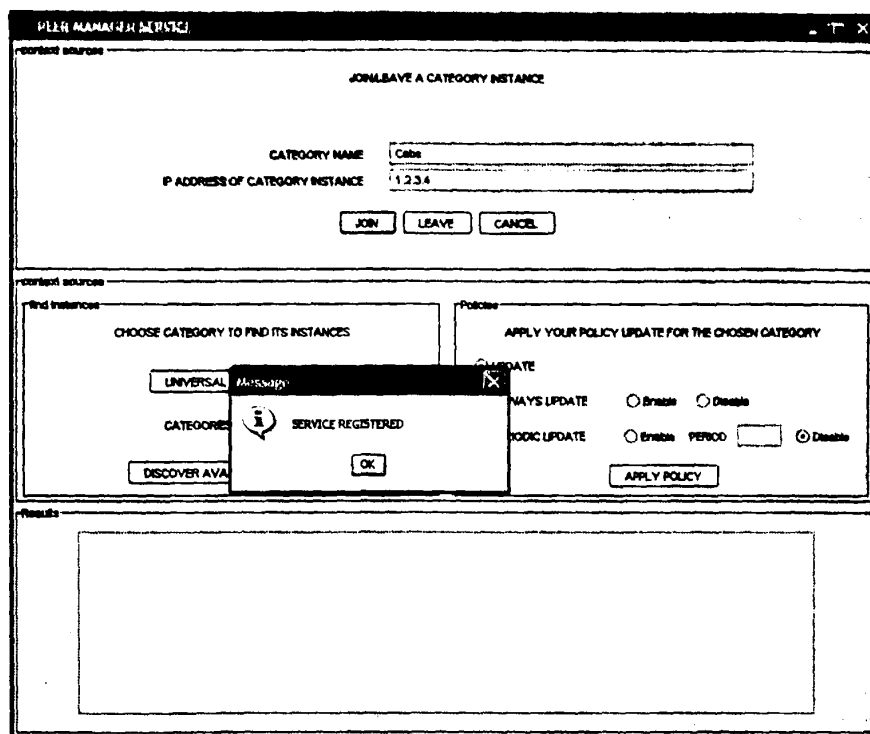 PEER MANAGER SERVICE
context sources
JOIN/LEAVE A CATEGORY INSTANCE
CATEGORY NAME Cabs
IP ADDRESS OF CATEGORY INSTANCE 1.2.3.4
JOIN LEAVE CANCEL
context sources
find instances
CHOOSE CATEGORY TO FIND ITS INSTANCES
UNIVERSAL
CATEGORIES
DISCOVER AVA
Policies
APPLY YOUR POLICY UPDATE FOR THE CHOSEN CATEGORY
UPDATE
WAYS UPDATE Enable Disable
ODIC UPDATE Enable PERIOD Disable
APPLY POLICY
Message
SERVICE REGISTERED
OK
Results